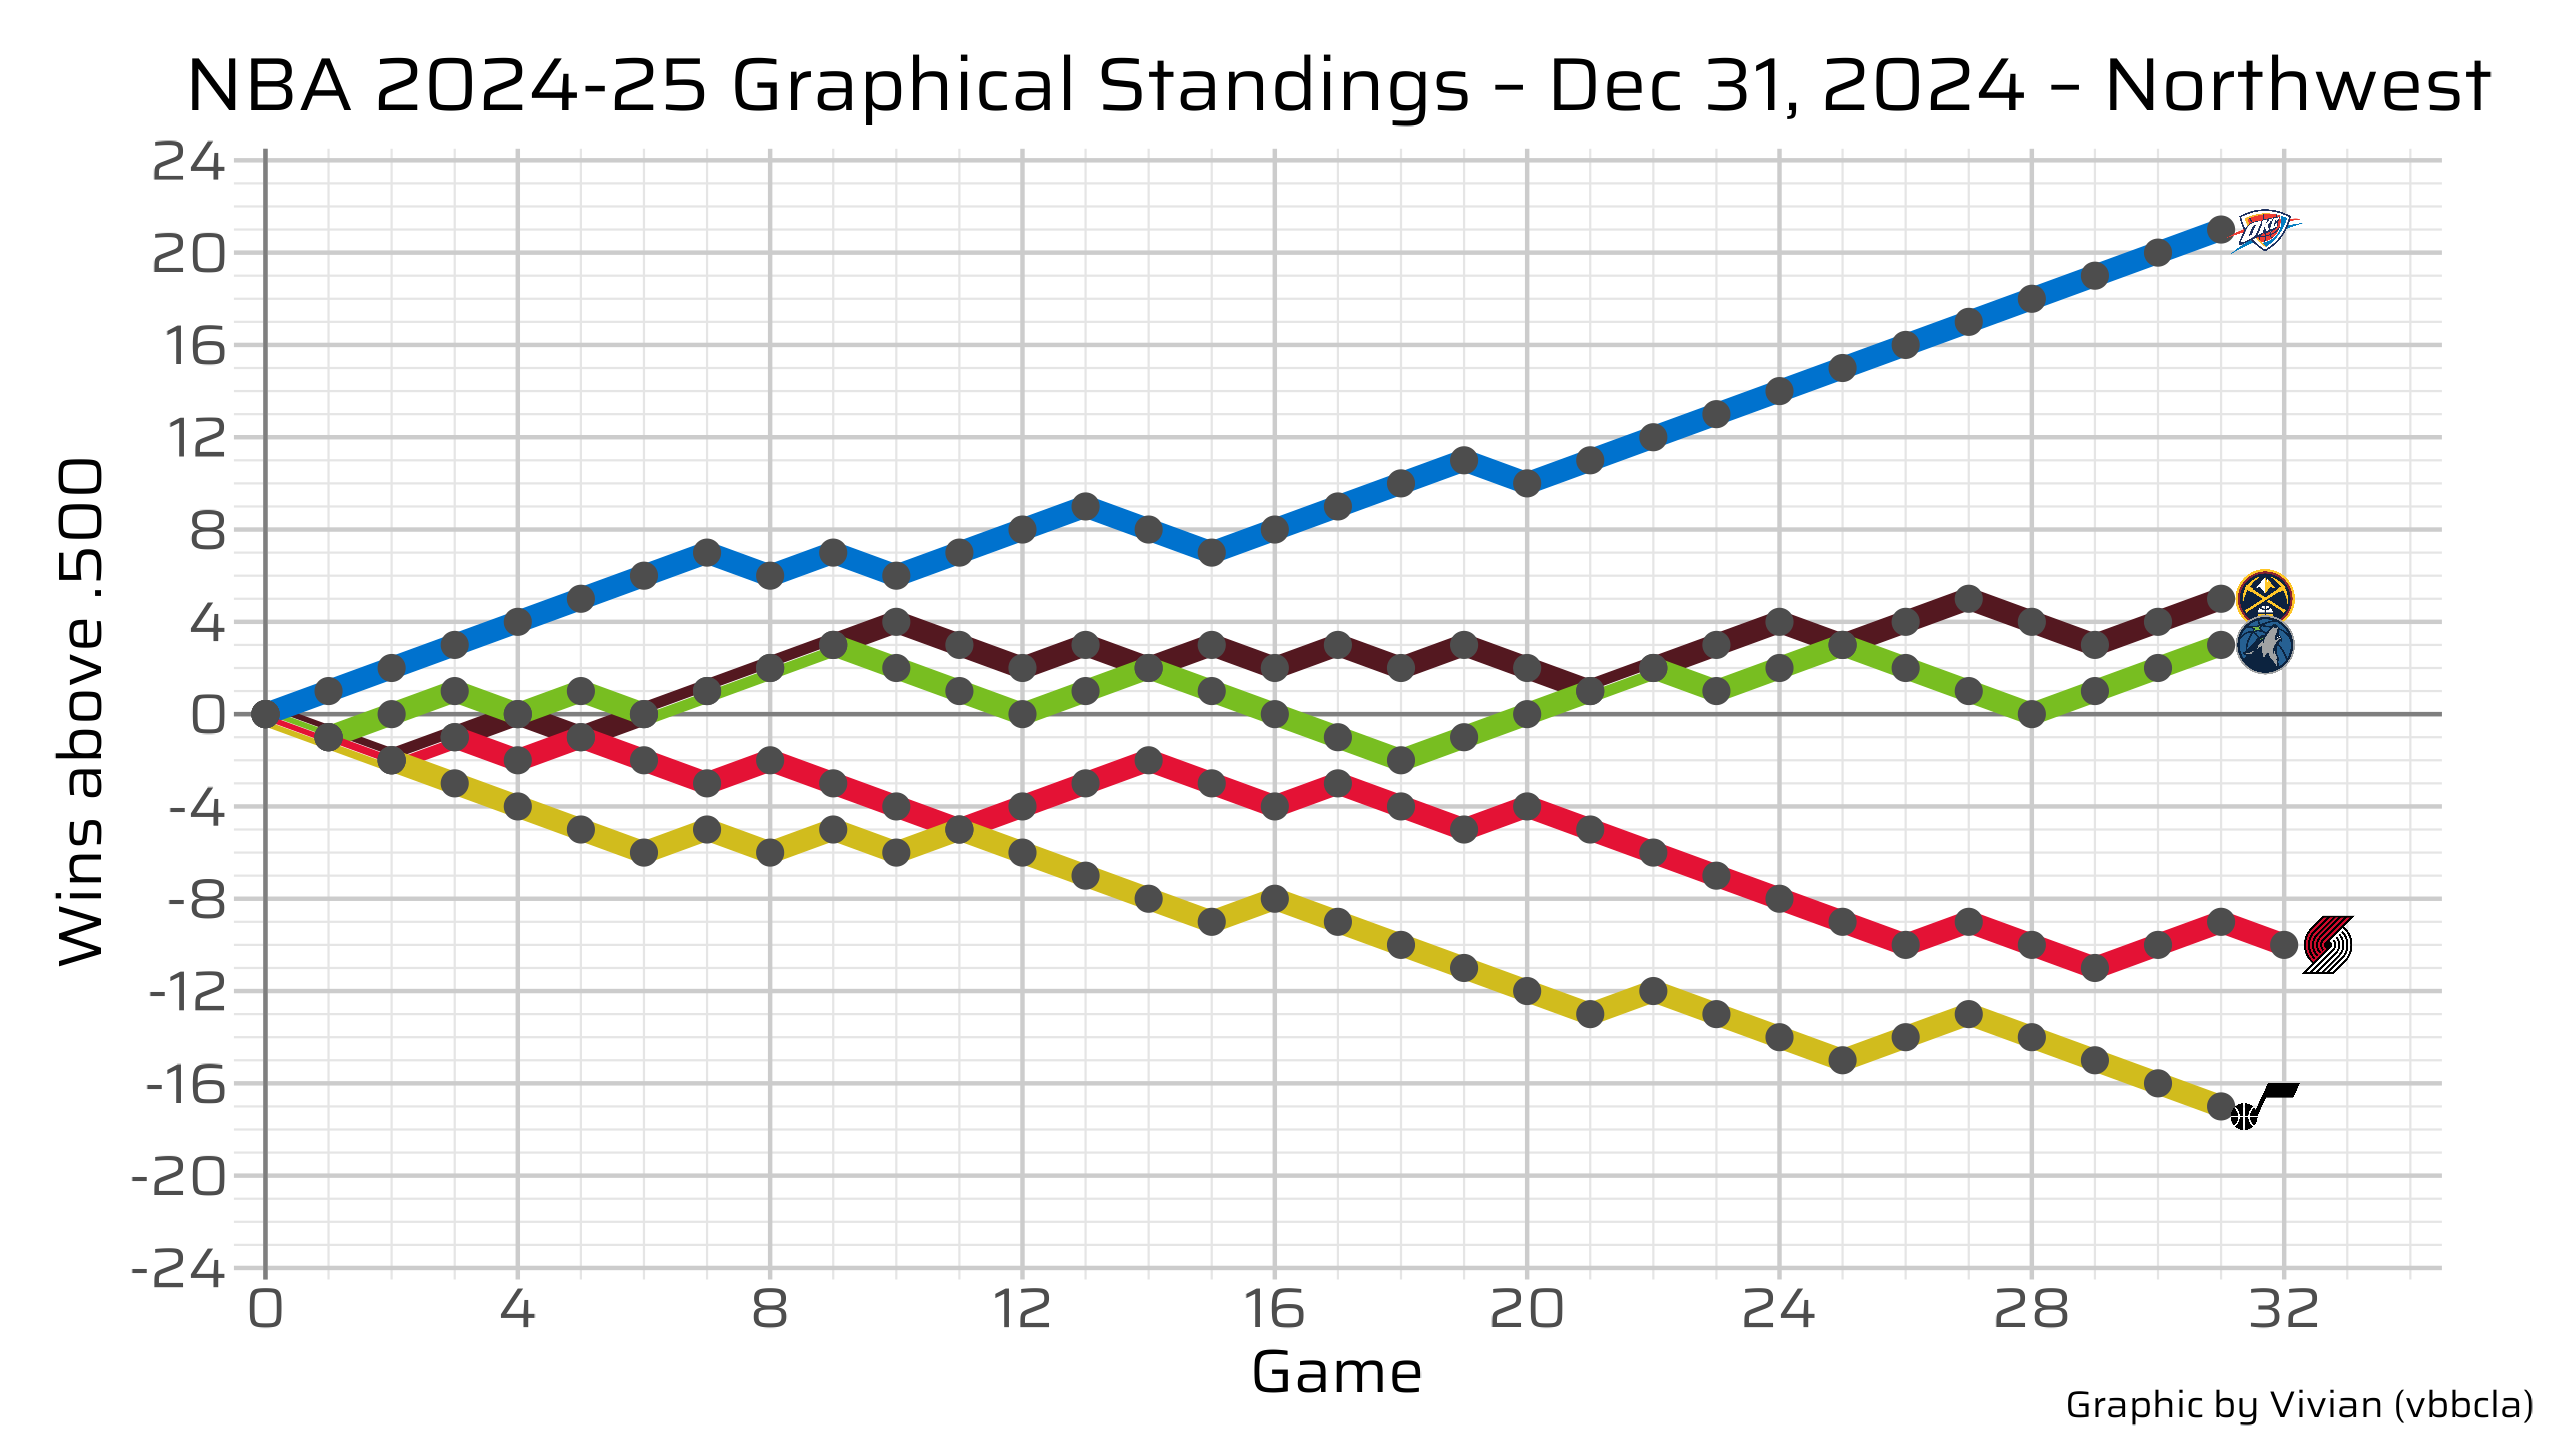 NBA 2024-25 Graphical Standings – Dec 31, 2024 – Northwest
24
20
16
12
8
4
0
-4
-8
-12
-16
-20
-24
Wins above .500
0 4 8 12 16 20 24 28 32
Game
OKC
Graphic by Vivian (vbbcla)